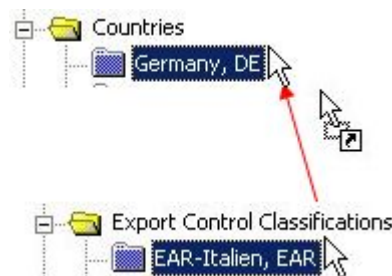 Countries
Germany, DE
Export Control Classifications
EAR-Italien, EAR